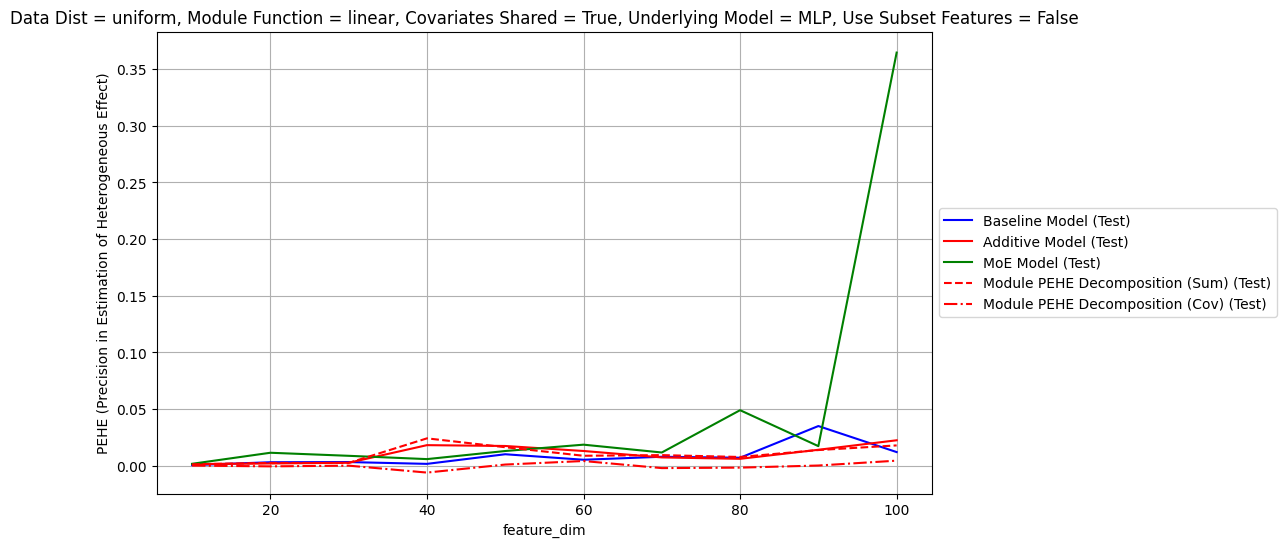 Data Dist = uniform, Module Function = linear, Covariates Shared = True, Underlying Model = MLP, Use Subset Features = False
PEHE (Precision in Estimation of Heterogeneous Effect)
0.35
0.30
0.25
0.20
0.15
0.10
0.05
0.00
20
40
60
80
100
feature_dim
Baseline Model (Test)
Additive Model (Test)
MoE Model (Test)
Module PEHE Decomposition (Sum) (Test)
Module PEHE Decomposition (Cov) (Test)